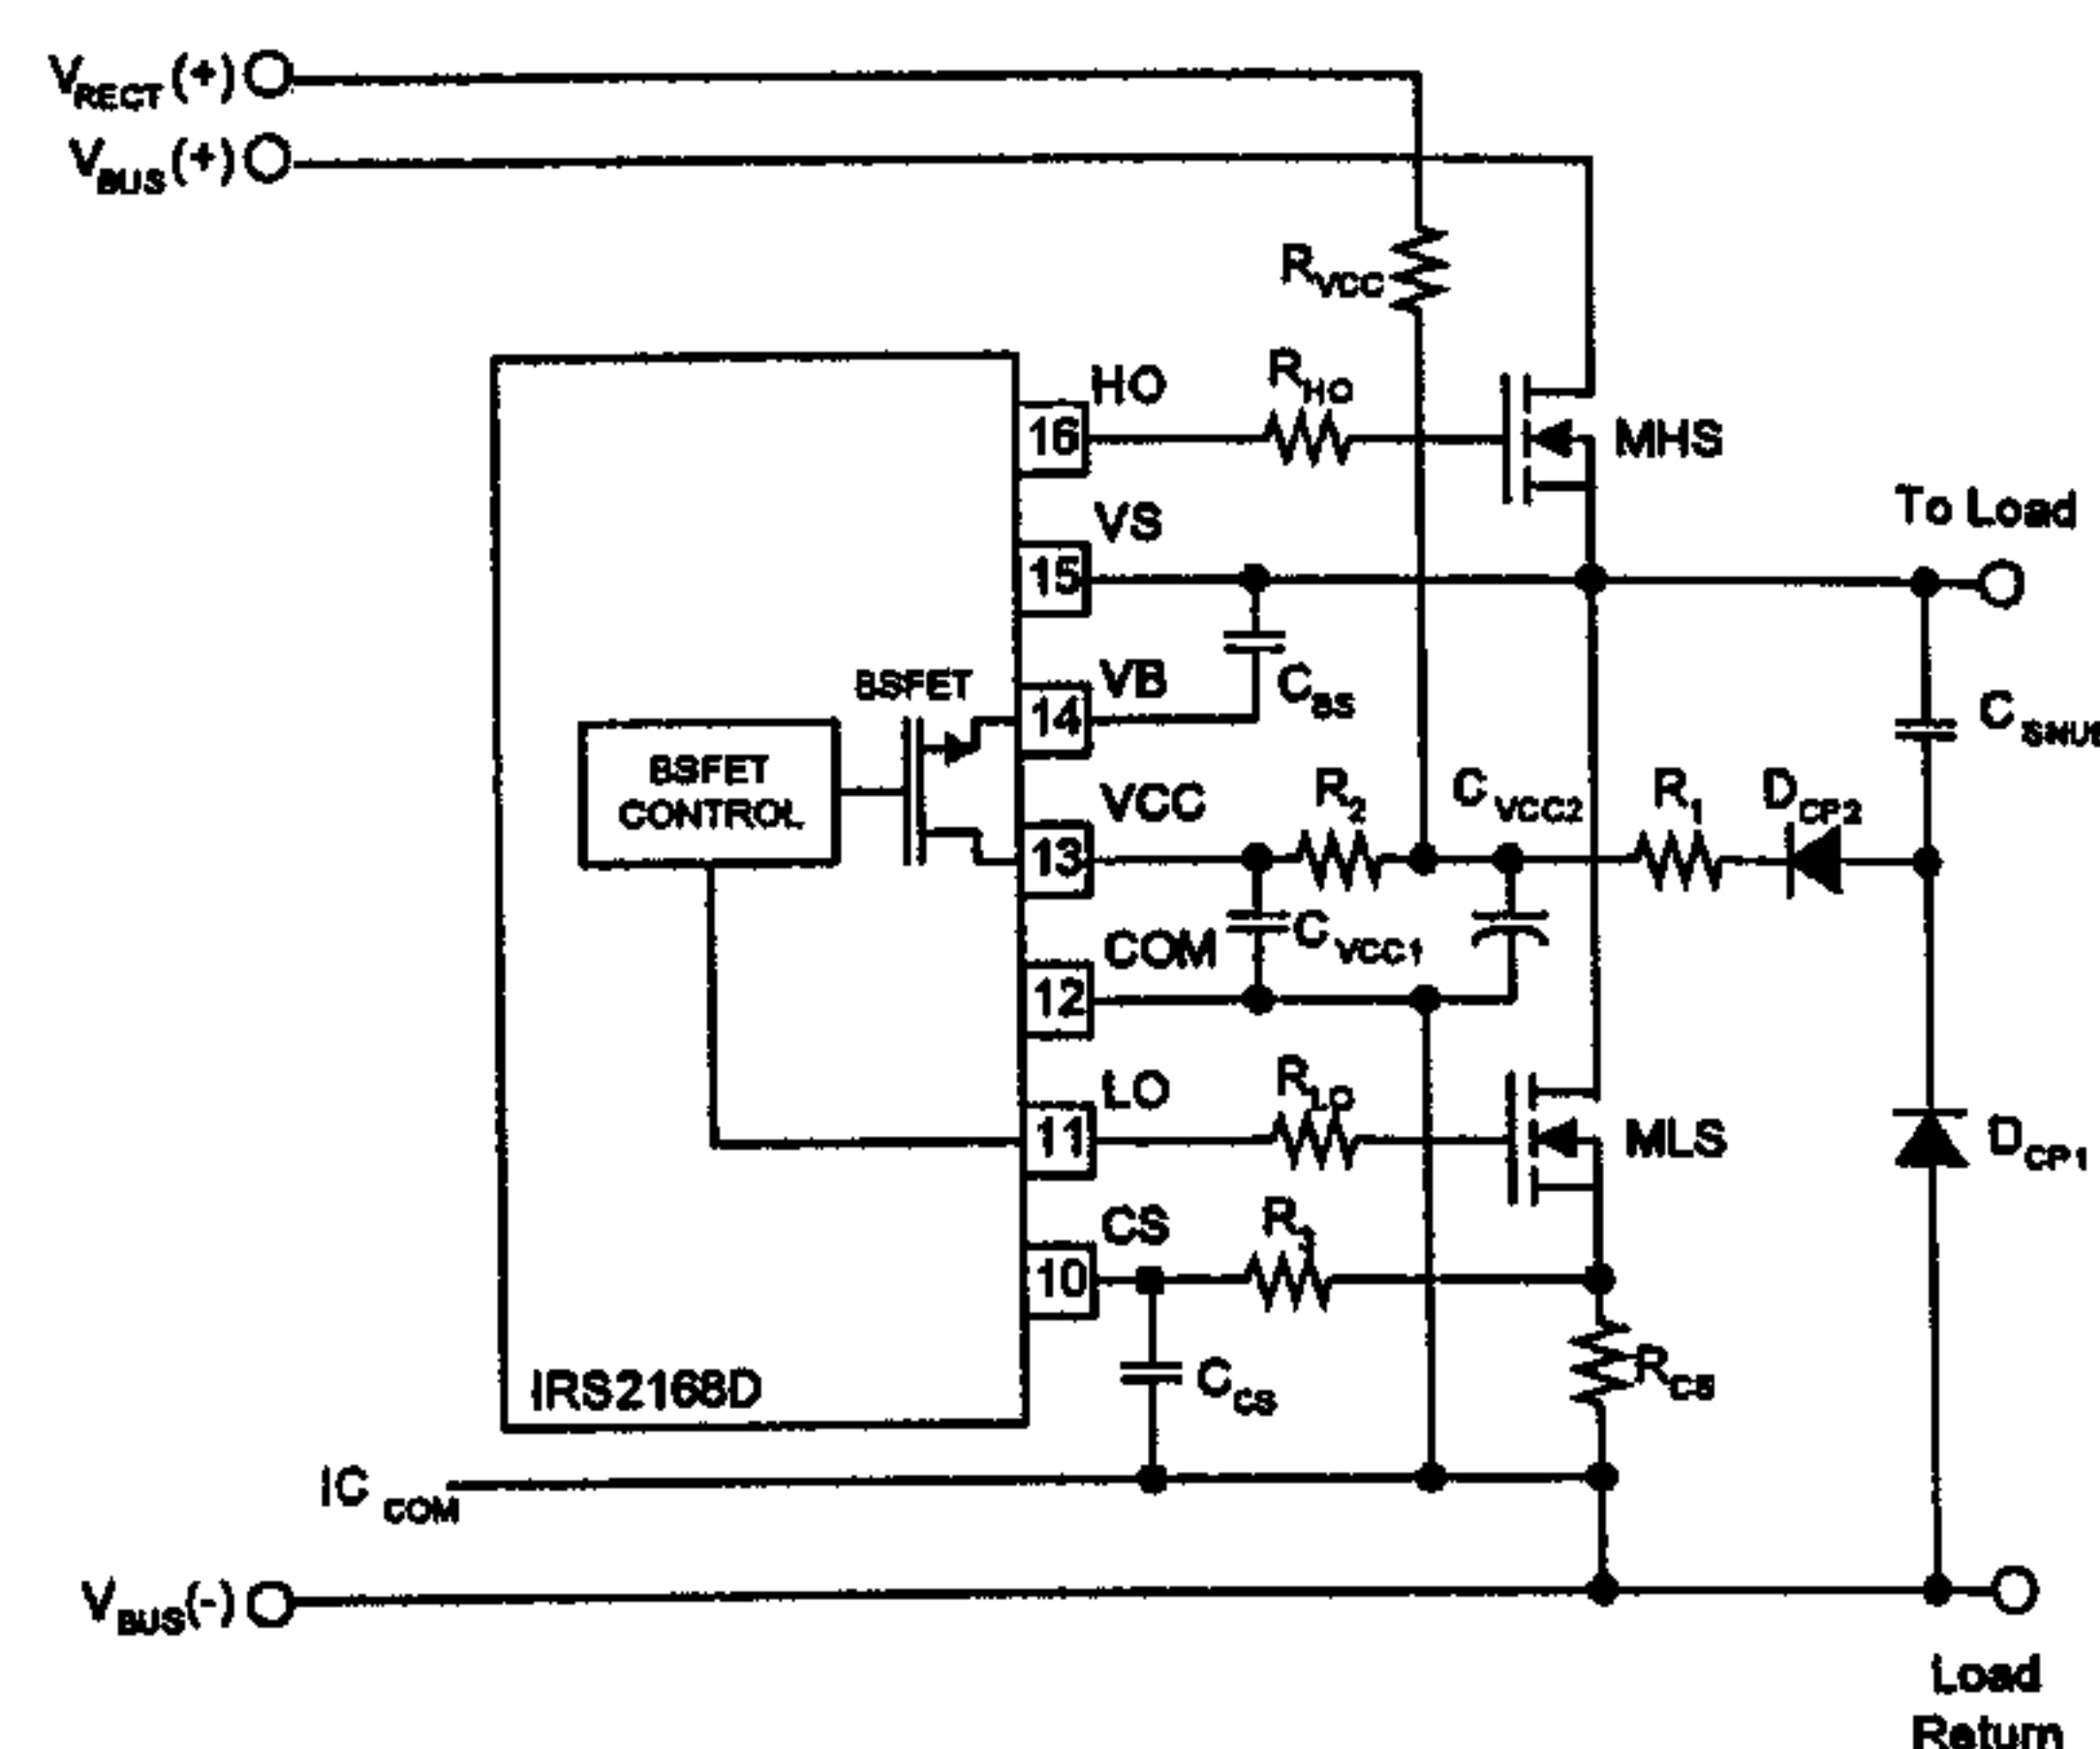 VRECT (+)
VBUS (+)
RVCC
HO
RHO
16
MHS
VS
To Load
15
BSFET
VB
14
CBS
CSNUB
BSFET
CONTROL
VCC
R2
CVCC2
R1
DCP2
13
COM
CVCC1
12
LO
RLO
11
MLS
DCP1
CS
10
RCS
IRS2168D
CCS
IC COM
VBUS(-)
Load
Return